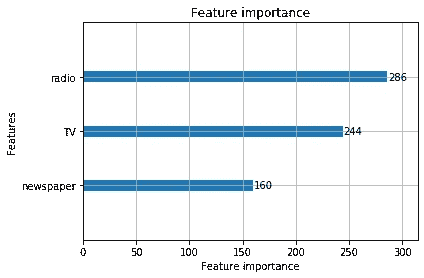 Feature importance
Features
radio 286
TV 244
newspaper 160
0 50 100 150 200 250 300
Feature importance